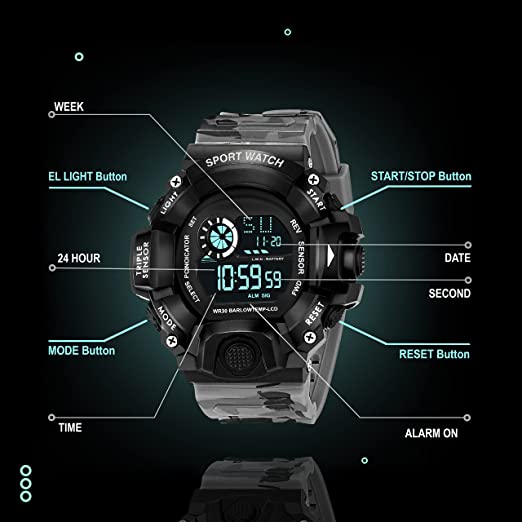 WEEK
SPORT WATCH
EL LIGHT Button
START/STOP Button
LIGHT
START
SU
SET
REV
11-20
L.M.H / BATTERY
24 HOUR
TRIPLE SENSOR
SENSOR
DATE
10:59 59
SELECT
FWD
SECOND
ALM SIG
MODE
WR30 BARLOWTEMP-LCD
RESET
MODE Button
RESET Button
TIME
ALARM ON